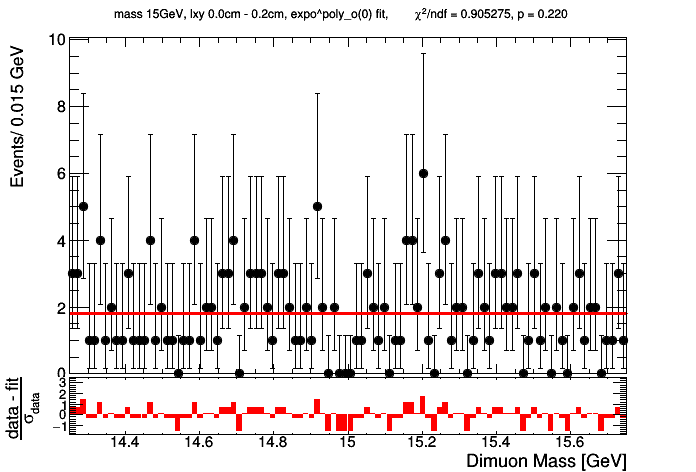 mass 15GeV, lxy 0.0cm - 0.2cm, expo^poly_o(0) fit, χ²/ndf = 0.905275, p = 0.220
Events/ 0.015 GeV
10
8
6
4
2
0
data - fit
σdata
3
2
1
0
−1
14.4 14.6 14.8 15 15.2 15.4 15.6
Dimuon Mass [GeV]